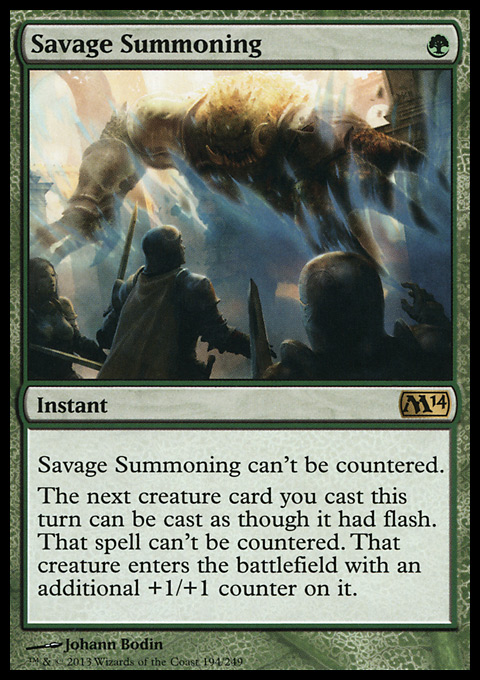 Savage Summoning
Instant
M14
Savage Summoning can't be countered.
The next creature card you cast this
turn can be cast as though it had flash.
That spell can't be countered. That
creature enters the battlefield with an
additional +1/+1 counter on it.
Johann Bodin
™ & © 2013 Wizards of the Coast 194/249